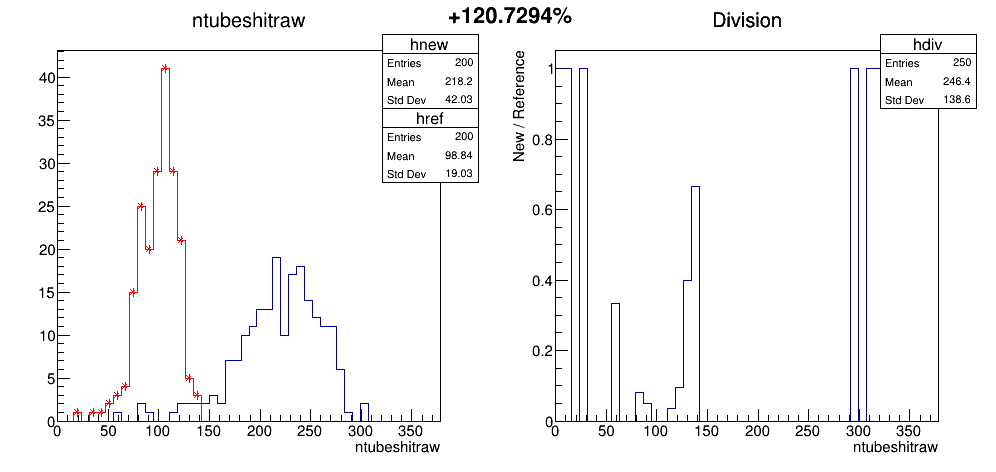 +120.7294%
ntubeshitraw
hnew
Entries 200
Mean 218.2
Std Dev 42.03
href
Entries 200
Mean 98.84
Std Dev 19.03
40
35
30
25
20
15
10
5
0
0 50 100 150 200 250 300 350
ntubeshitraw
Division
hdiv
Entries 250
Mean 246.4
Std Dev 138.6
New / Reference
1
0.8
0.6
0.4
0.2
0
0 50 100 150 200 250 300 350
ntubeshitraw